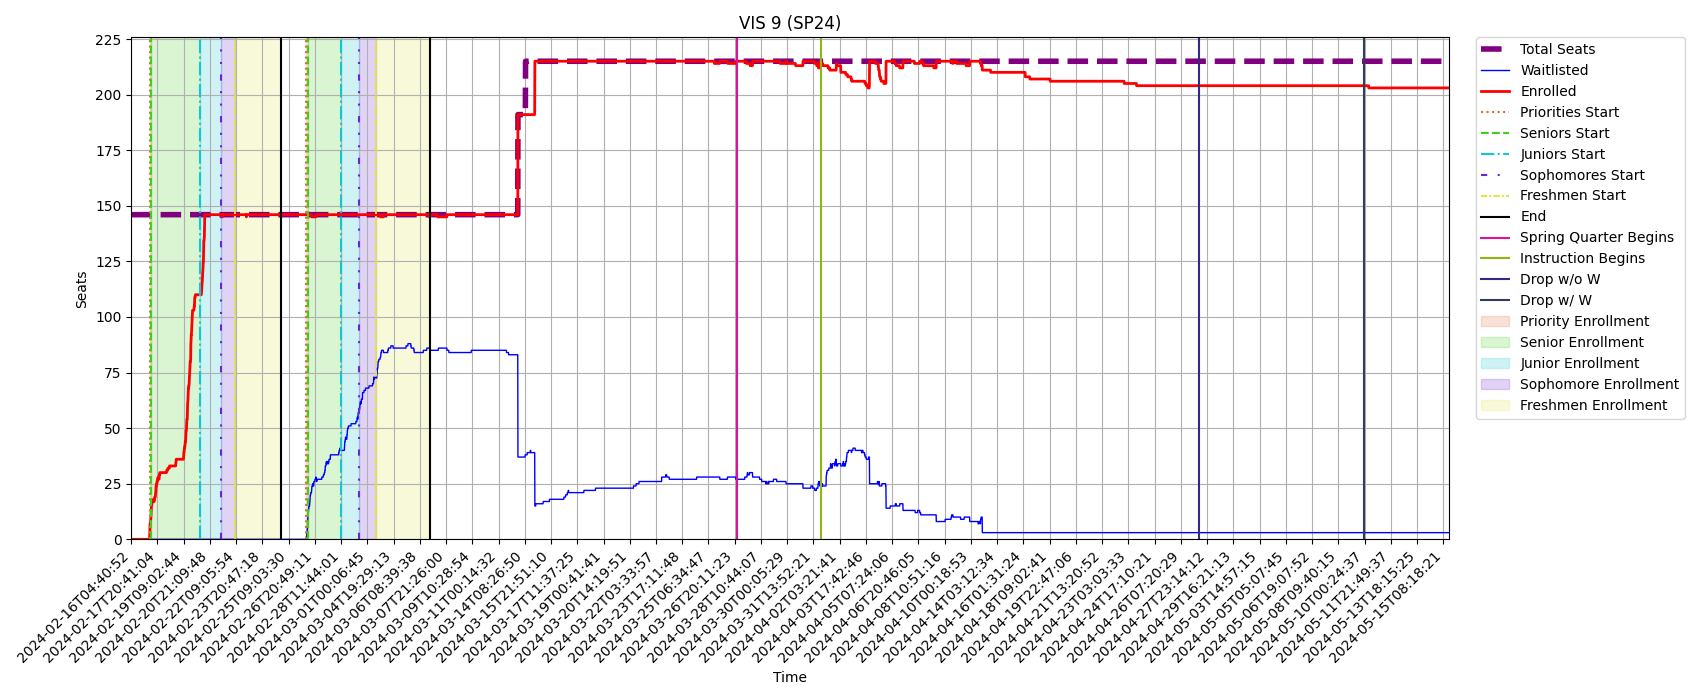 VIS 9 (SP24)
Seats
225
200
175
150
125
100
75
50
25
0
2024-02-16T04:40:52
2024-02-17T20:41:04
2024-02-19T09:02:44
2024-02-20T21:09:48
2024-02-22T09:05:54
2024-02-23T20:47:18
2024-02-25T09:03:30
2024-02-26T20:49:11
2024-02-28T11:44:01
2024-03-01T00:06:45
2024-03-04T19:29:13
2024-03-06T08:39:38
2024-03-07T21:26:00
2024-03-09T10:28:54
2024-03-11T00:14:32
2024-03-14T08:26:50
2024-03-15T21:51:10
2024-03-17T11:37:25
2024-03-19T00:41:41
2024-03-20T14:19:51
2024-03-22T03:33:57
2024-03-23T17:11:48
2024-03-25T06:34:47
2024-03-26T20:11:23
2024-03-28T10:44:07
2024-03-30T00:05:29
2024-03-31T13:52:21
2024-04-02T03:21:41
2024-04-03T17:42:46
2024-04-05T07:24:06
2024-04-06T20:46:05
2024-04-08T10:51:16
2024-04-10T00:18:53
2024-04-14T03:12:34
2024-04-16T01:31:24
2024-04-18T09:02:41
2024-04-19T22:47:06
2024-04-21T13:20:52
2024-04-23T03:03:33
2024-04-24T17:10:21
2024-04-26T07:20:29
2024-04-27T23:14:12
2024-04-29T16:21:13
2024-05-03T14:57:15
2024-05-05T05:07:45
2024-05-06T19:07:52
2024-05-08T09:40:15
2024-05-10T00:24:37
2024-05-11T21:49:37
2024-05-13T18:15:25
2024-05-15T08:18:21
Time
Total Seats
Waitlisted
Enrolled
Priorities Start
Seniors Start
Juniors Start
Sophomores Start
Freshmen Start
End
Spring Quarter Begins
Instruction Begins
Drop w/o W
Drop w/ W
Priority Enrollment
Senior Enrollment
Junior Enrollment
Sophomore Enrollment
Freshmen Enrollment